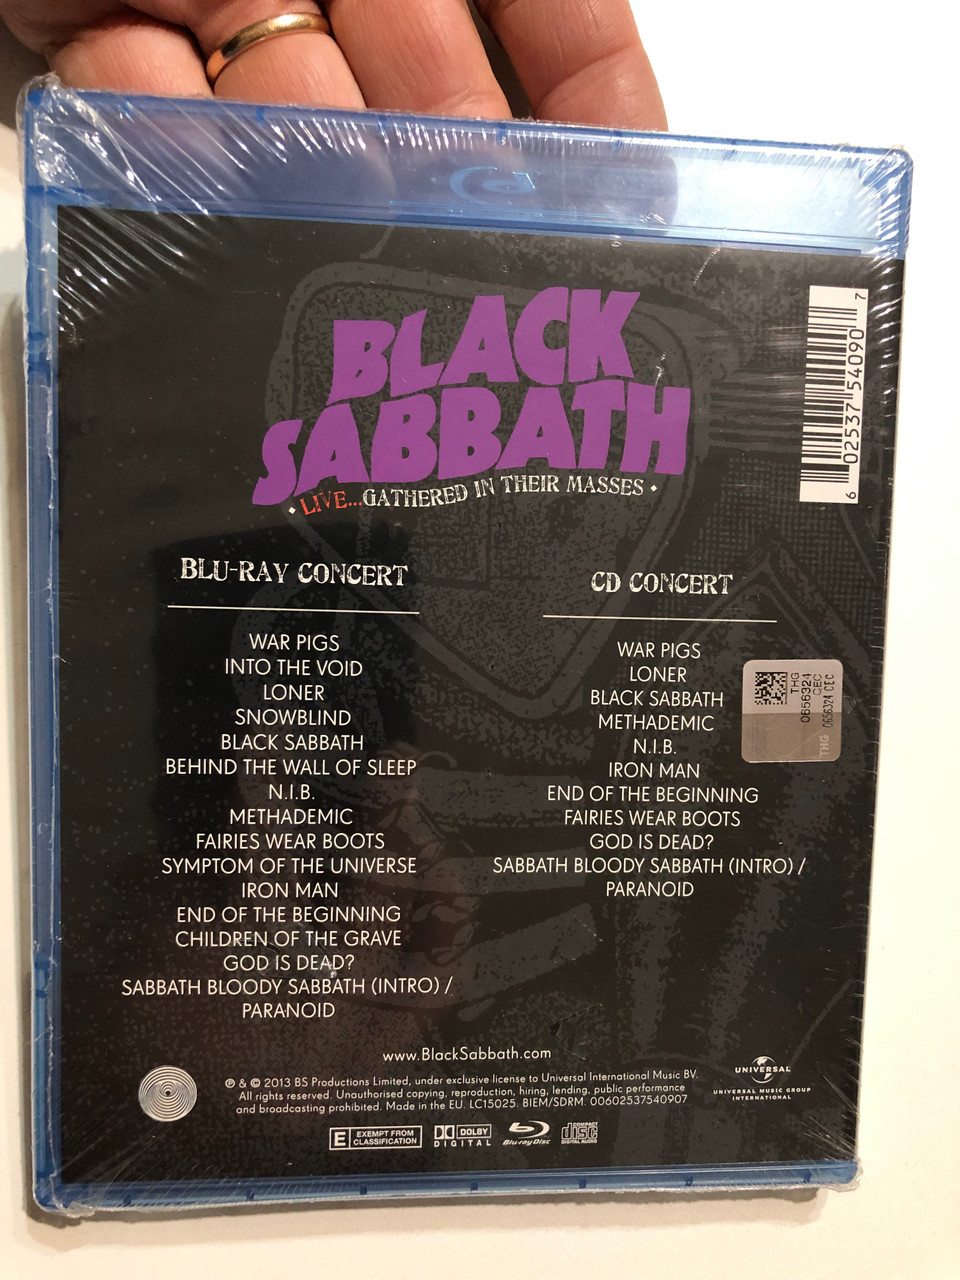 BLACK
SABBATH
LIVE...GATHERED IN THEIR MASSES
6 02537 54090 7
BLU-RAY CONCERT
WAR PIGS
INTO THE VOID
LONER
SNOWBLIND
BLACK SABBATH
BEHIND THE WALL OF SLEEP
N.I.B.
METHADEMIC
FAIRIES WEAR BOOTS
SYMPTOM OF THE UNIVERSE
IRON MAN
END OF THE BEGINNING
CHILDREN OF THE GRAVE
GOD IS DEAD?
SABBATH BLOODY SABBATH (INTRO) /
PARANOID
CD CONCERT
WAR PIGS
LONER
BLACK SABBATH
METHADEMIC
N.I.B.
IRON MAN
END OF THE BEGINNING
FAIRIES WEAR BOOTS
GOD IS DEAD?
SABBATH BLOODY SABBATH (INTRO) /
PARANOID
THG
0656324
CEC
THG 0656324 CEC
www.BlackSabbath.com
℗ & © 2013 BS Productions Limited, under exclusive license to Universal International Music BV.
All rights reserved. Unauthorised copying, reproduction, hiring, lending, public performance
and broadcasting prohibited. Made in the EU. LC15025. BIEM/SDRM. 00602537540907
UNIVERSAL
UNIVERSAL MUSIC GROUP
INTERNATIONAL
E EXEMPT FROM
CLASSIFICATION
DOLBY
DIGITAL
Blu-ray Disc
COMPACT
disc
DIGITAL AUDIO